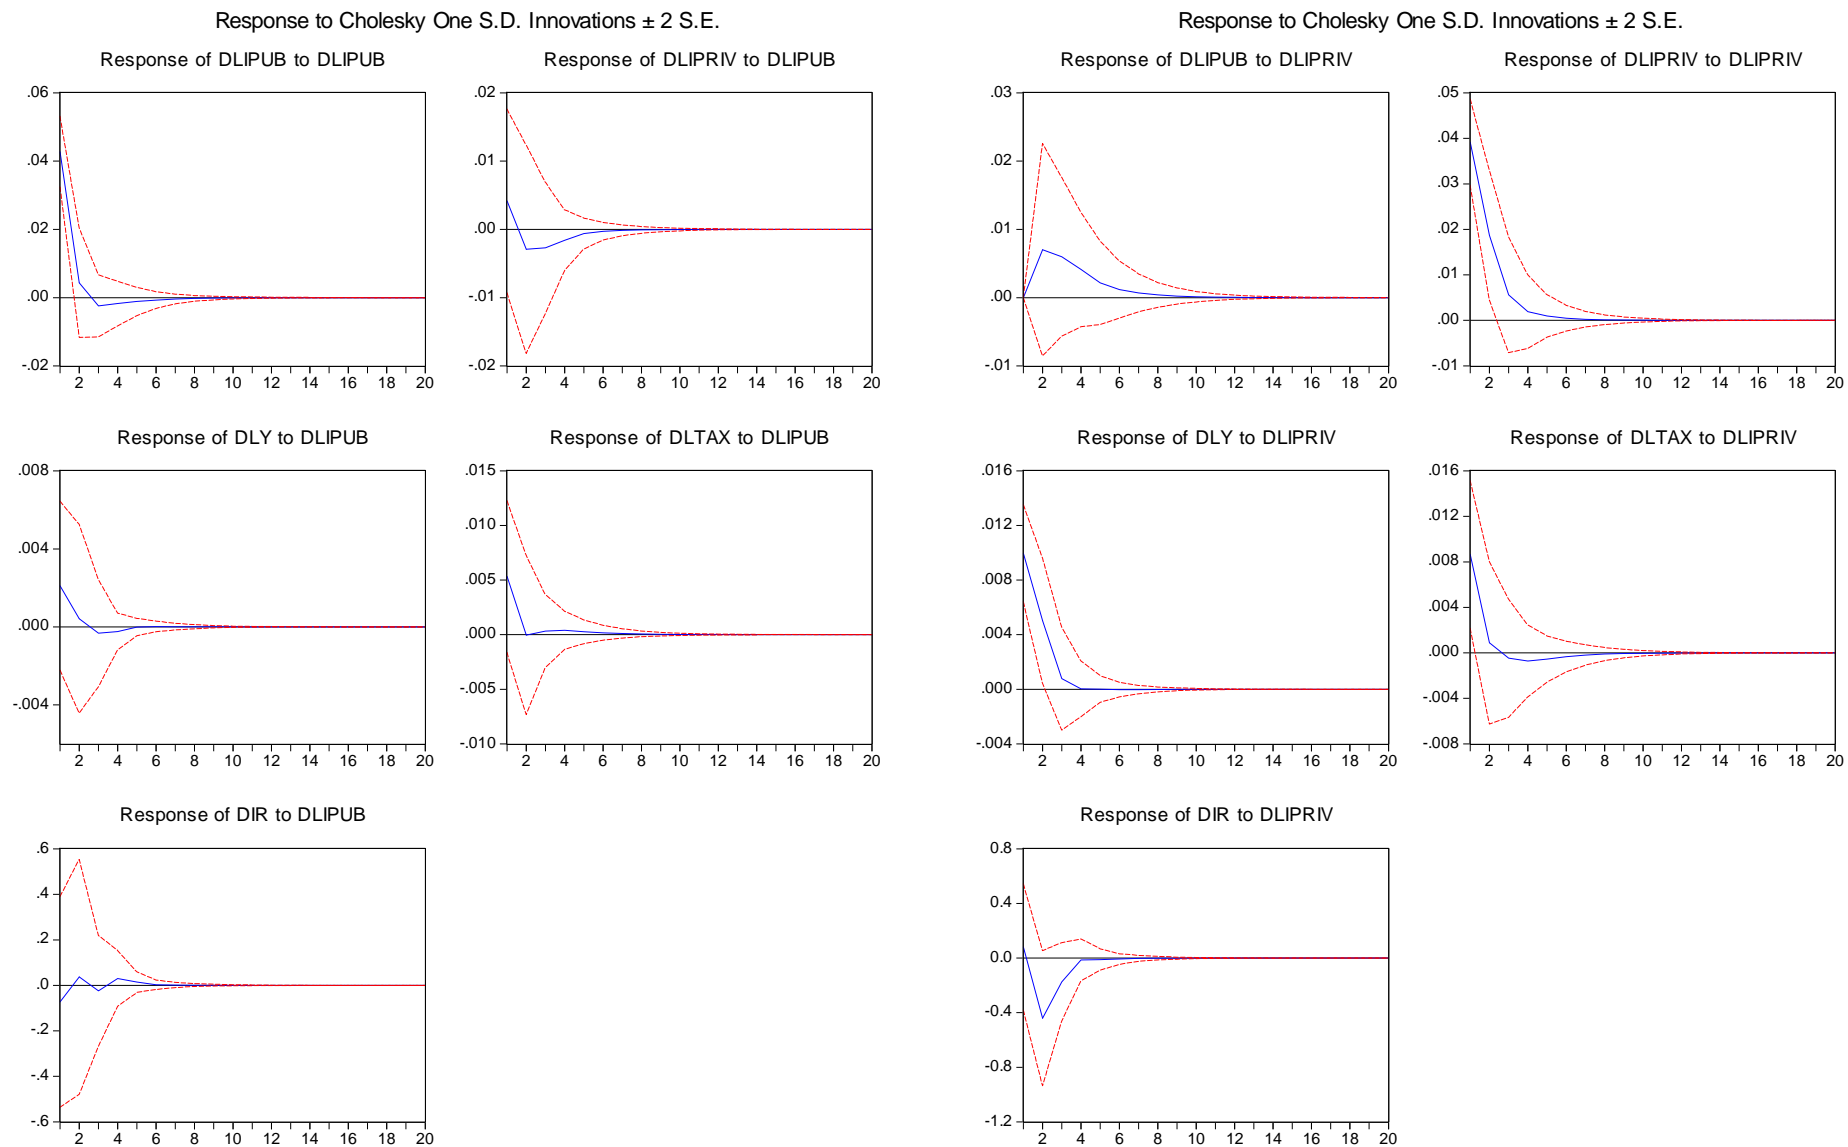 Response to Cholesky One S.D. Innovations ± 2 S.E.
Response of DLIPUB to DLIPUB
.06
.04
.02
.00
-.02
2 4 6 8 10 12 14 16 18 20
Response of DLIPRIV to DLIPUB
.02
.01
.00
-.01
-.02
2 4 6 8 10 12 14 16 18 20
Response of DLY to DLIPUB
.008
.004
.000
-.004
2 4 6 8 10 12 14 16 18 20
Response of DLTAX to DLIPUB
.015
.010
.005
.000
-.005
-.010
2 4 6 8 10 12 14 16 18 20
Response of DIR to DLIPUB
.6
.4
.2
.0
-.2
-.4
-.6
2 4 6 8 10 12 14 16 18 20
Response to Cholesky One S.D. Innovations ± 2 S.E.
Response of DLIPUB to DLIPRIV
.03
.02
.01
.00
-.01
2 4 6 8 10 12 14 16 18 20
Response of DLIPRIV to DLIPRIV
.05
.04
.03
.02
.01
.00
-.01
2 4 6 8 10 12 14 16 18 20
Response of DLY to DLIPRIV
.016
.012
.008
.004
.000
-.004
2 4 6 8 10 12 14 16 18 20
Response of DLTAX to DLIPRIV
.016
.012
.008
.004
.000
-.004
-.008
2 4 6 8 10 12 14 16 18 20
Response of DIR to DLIPRIV
0.8
0.4
0.0
-0.4
-0.8
-1.2
2 4 6 8 10 12 14 16 18 20